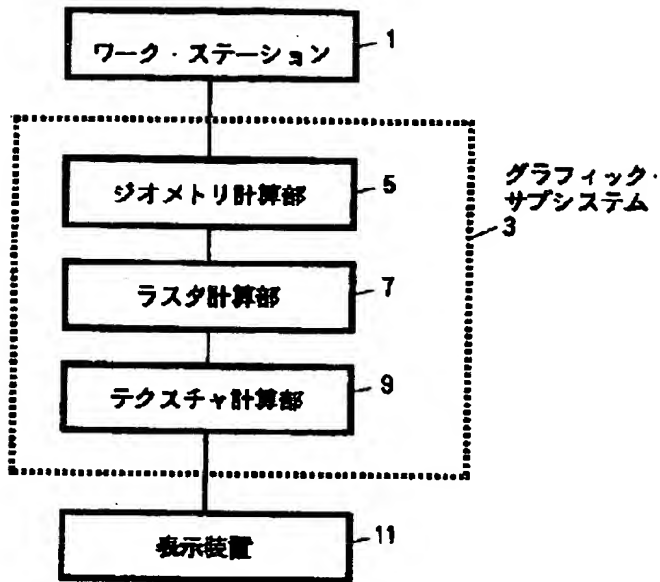 ワーク・ステーション
1
ジオメトリ計算部
5
グラフィック・
サブシステム
3
ラスタ計算部
7
テクスチャ計算部
9
表示装置
11